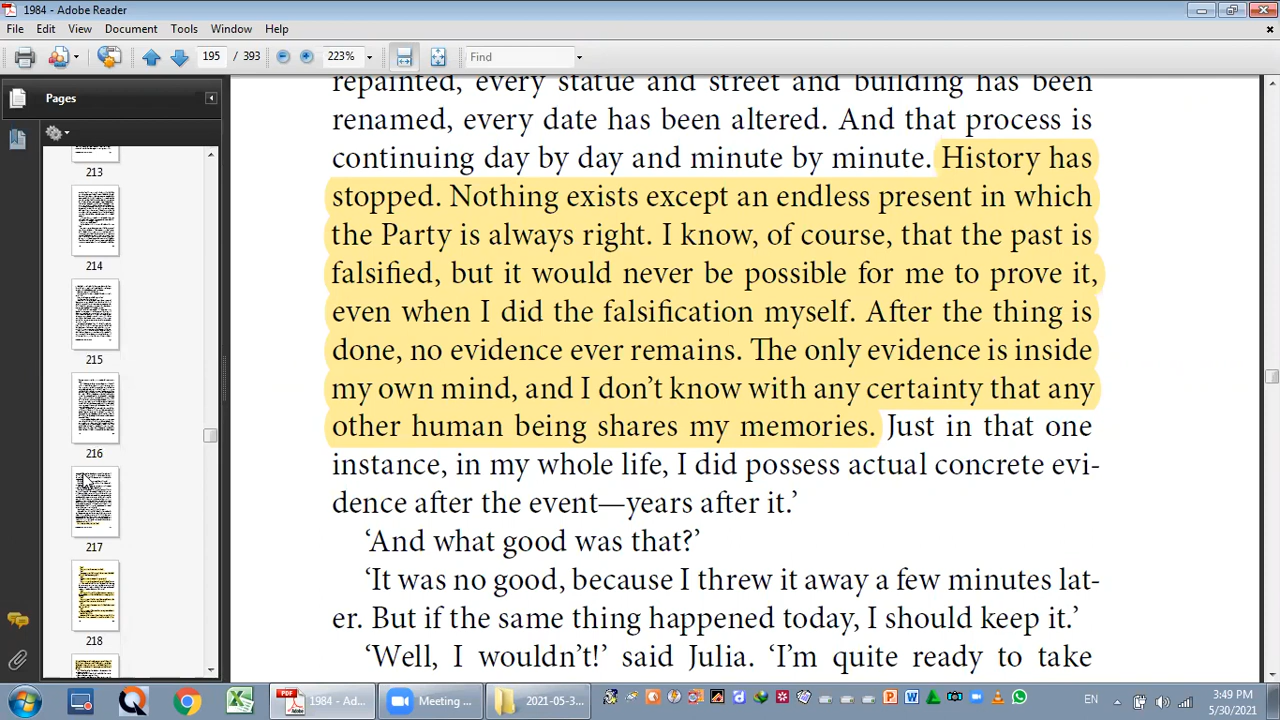 1984 - Adobe Reader
File Edit View Document Tools Window Help
195 / 393 223% Find
Pages
213
214
215
216
217
218
repainted, every statue and street and building has been
renamed, every date has been altered. And that process is
continuing day by day and minute by minute. History has
stopped. Nothing exists except an endless present in which
the Party is always right. I know, of course, that the past is
falsified, but it would never be possible for me to prove it,
even when I did the falsification myself. After the thing is
done, no evidence ever remains. The only evidence is inside
my own mind, and I don’t know with any certainty that any
other human being shares my memories. Just in that one
instance, in my whole life, I did possess actual concrete evi-
dence after the event—years after it.’
‘And what good was that?’
‘It was no good, because I threw it away a few minutes lat-
er. But if the same thing happened today, I should keep it.’
‘Well, I wouldn’t!’ said Julia. ‘I’m quite ready to take
1984 - Ad... Meeting ... 2021-05-3... EN 3:49 PM
5/30/2021